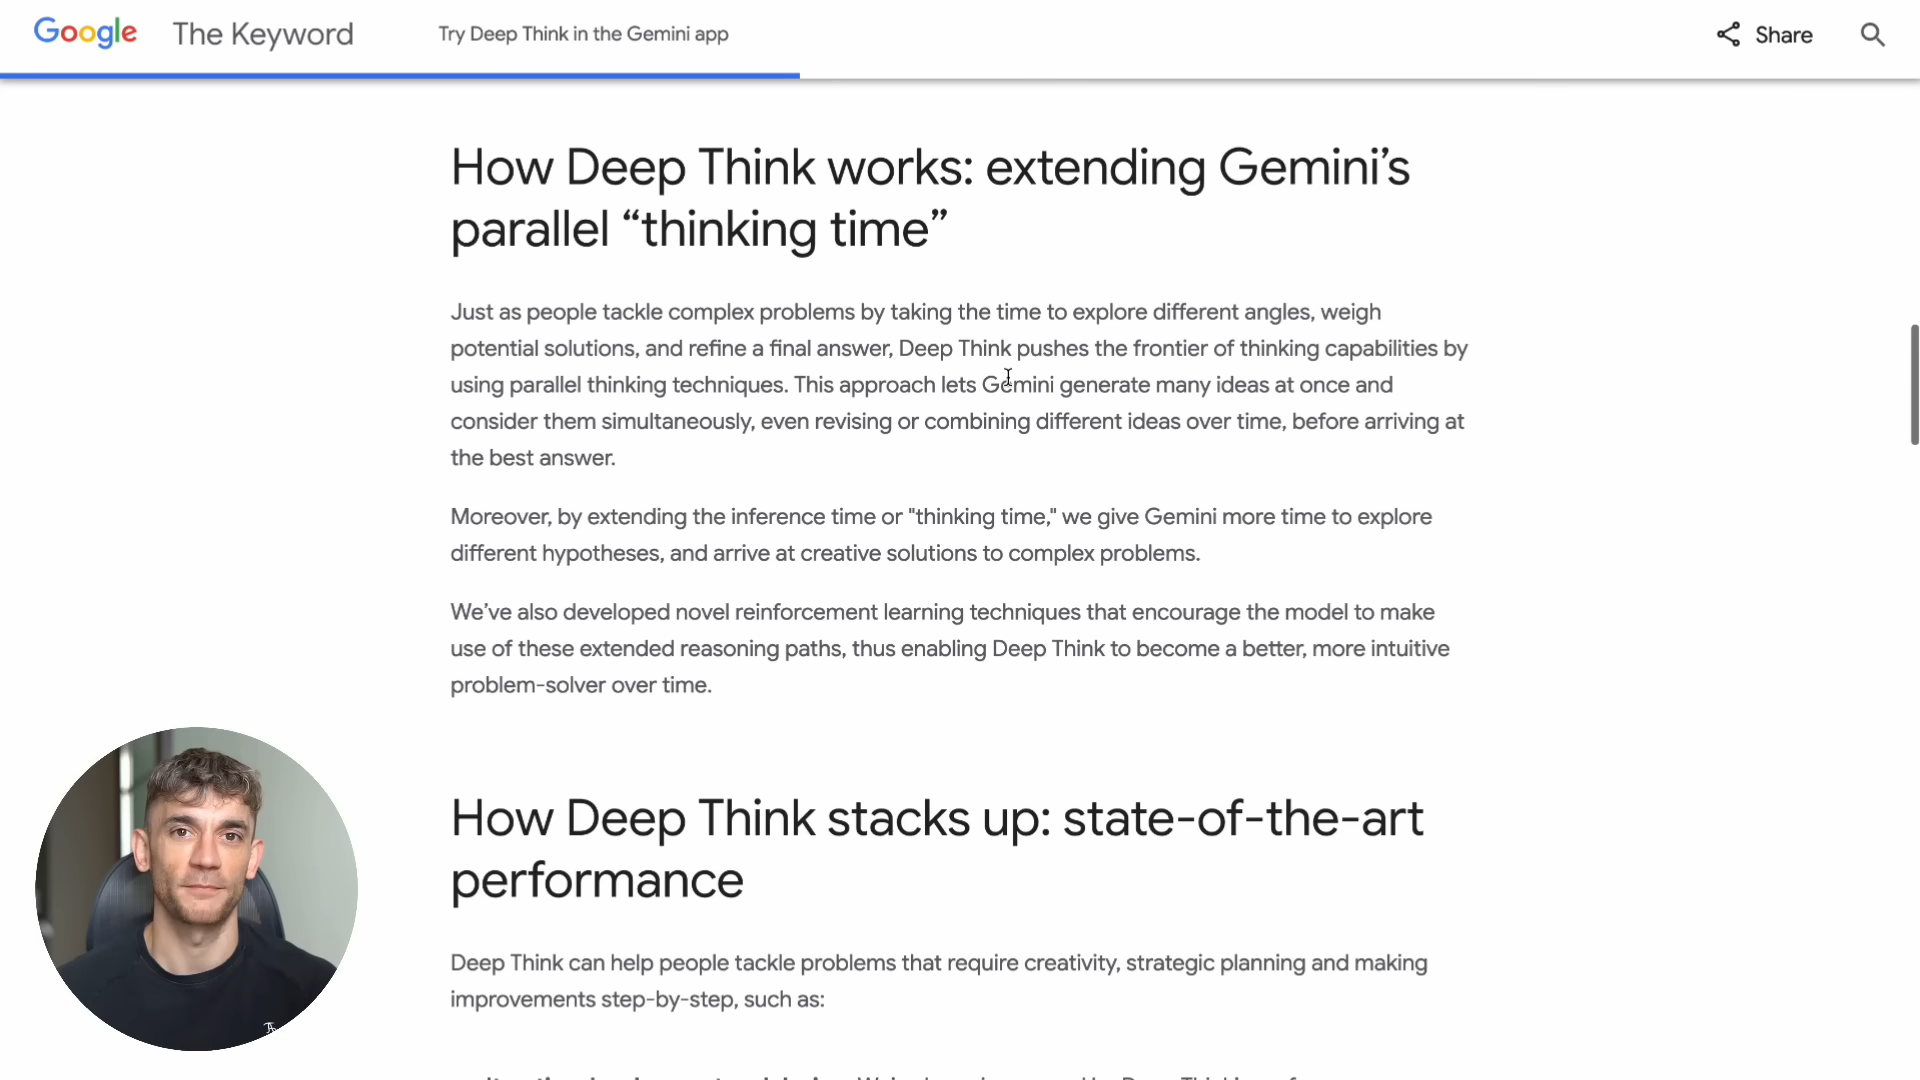 Google The Keyword Try Deep Think in the Gemini app Share
How Deep Think works: extending Gemini’s
parallel “thinking time”
Just as people tackle complex problems by taking the time to explore different angles, weigh
potential solutions, and refine a final answer, Deep Think pushes the frontier of thinking capabilities by
using parallel thinking techniques. This approach lets Gemini generate many ideas at once and
consider them simultaneously, even revising or combining different ideas over time, before arriving at
the best answer.
Moreover, by extending the inference time or "thinking time," we give Gemini more time to explore
different hypotheses, and arrive at creative solutions to complex problems.
We’ve also developed novel reinforcement learning techniques that encourage the model to make
use of these extended reasoning paths, thus enabling Deep Think to become a better, more intuitive
problem-solver over time.
How Deep Think stacks up: state-of-the-art
performance
Deep Think can help people tackle problems that require creativity, strategic planning and making
improvements step-by-step, such as: